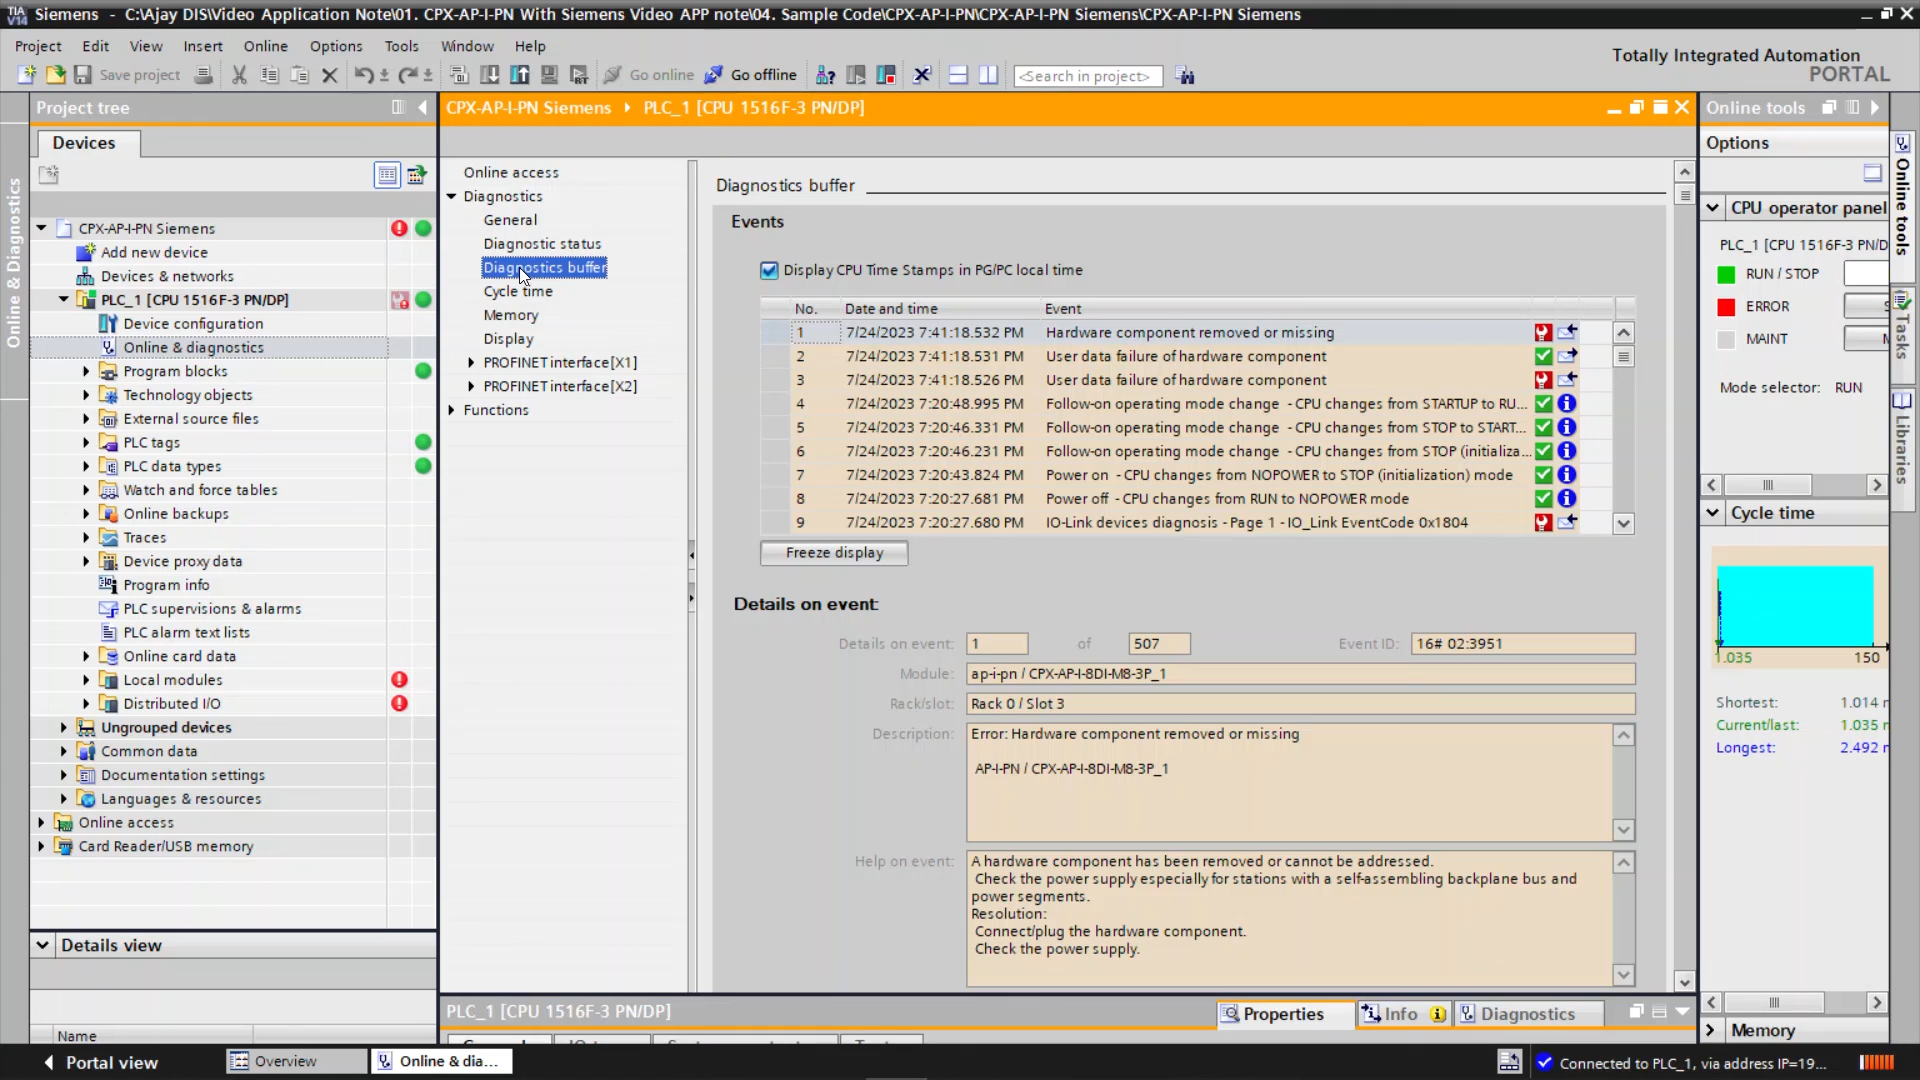 Siemens - C:\Ajay DIS\Video Application Note\01. CPX-AP-I-PN With Siemens Video APP note\04. Sample Code\CPX-AP-I-PN\CPX-AP-I-PN Siemens\CPX-AP-I-PN Siemens
TIA
V14
Project Edit View Insert Online Options Tools Window Help
Totally Integrated Automation
PORTAL
Save project
Go online
Go offline
<Search in project>
Project tree
Devices
Online & Diagnostics
CPX-AP-I-PN Siemens
Add new device
Devices & networks
PLC_1 [CPU 1516F-3 PN/DP]
Device configuration
Online & diagnostics
Program blocks
Technology objects
External source files
PLC tags
PLC data types
Watch and force tables
Online backups
Traces
Device proxy data
Program info
PLC supervisions & alarms
PLC alarm text lists
Online card data
Local modules
Distributed I/O
Ungrouped devices
Common data
Documentation settings
Languages & resources
Online access
Card Reader/USB memory
Details view
Name
CPX-AP-I-PN Siemens PLC_1 [CPU 1516F-3 PN/DP]
Online access
Diagnostics
General
Diagnostic status
Diagnostics buffer
Cycle time
Memory
Display
PROFINET interface [X1]
PROFINET interface [X2]
Functions
Diagnostics buffer
Events
Display CPU Time Stamps in PG/PC local time
No. Date and time Event
1 7/24/2023 7:41:18.532 PM Hardware component removed or missing
2 7/24/2023 7:41:18.531 PM User data failure of hardware component
3 7/24/2023 7:41:18.526 PM User data failure of hardware component
4 7/24/2023 7:20:48.995 PM Follow-on operating mode change - CPU changes from STARTUP to RU...
5 7/24/2023 7:20:46.331 PM Follow-on operating mode change - CPU changes from STOP to START...
6 7/24/2023 7:20:46.231 PM Follow-on operating mode change - CPU changes from STOP (initializa...
7 7/24/2023 7:20:43.824 PM Power on - CPU changes from NOPOWER to STOP (initialization) mode
8 7/24/2023 7:20:27.681 PM Power off - CPU changes from RUN to NOPOWER mode
9 7/24/2023 7:20:27.680 PM IO-Link devices diagnosis - Page 1 - IO_Link EventCode 0x1804
Freeze display
Details on event:
Details on event: 1 of 507 Event ID: 16# 02:3951
Module: ap-i-pn / CPX-AP-I-8DI-M8-3P_1
Rack/slot: Rack 0 / Slot 3
Description: Error: Hardware component removed or missing
AP-I-PN / CPX-AP-I-8DI-M8-3P_1
Help on event: A hardware component has been removed or cannot be addressed.
Check the power supply especially for stations with a self-assembling backplane bus and
power segments.
Resolution:
Connect/plug the hardware component.
Check the power supply.
PLC_1 [CPU 1516F-3 PN/DP]
Properties Info Diagnostics
Online tools
Options
CPU operator panel
PLC_1 [CPU 1516F-3 PN/D
RUN / STOP
ERROR
MAINT
Mode selector: RUN
Cycle time
1.035 150
Shortest: 1.014
Current/last: 1.035
Longest: 2.492
Memory
Online tools
Tasks
Libraries
Portal view
Overview
Online & dia...
Connected to PLC_1, via address IP=19...